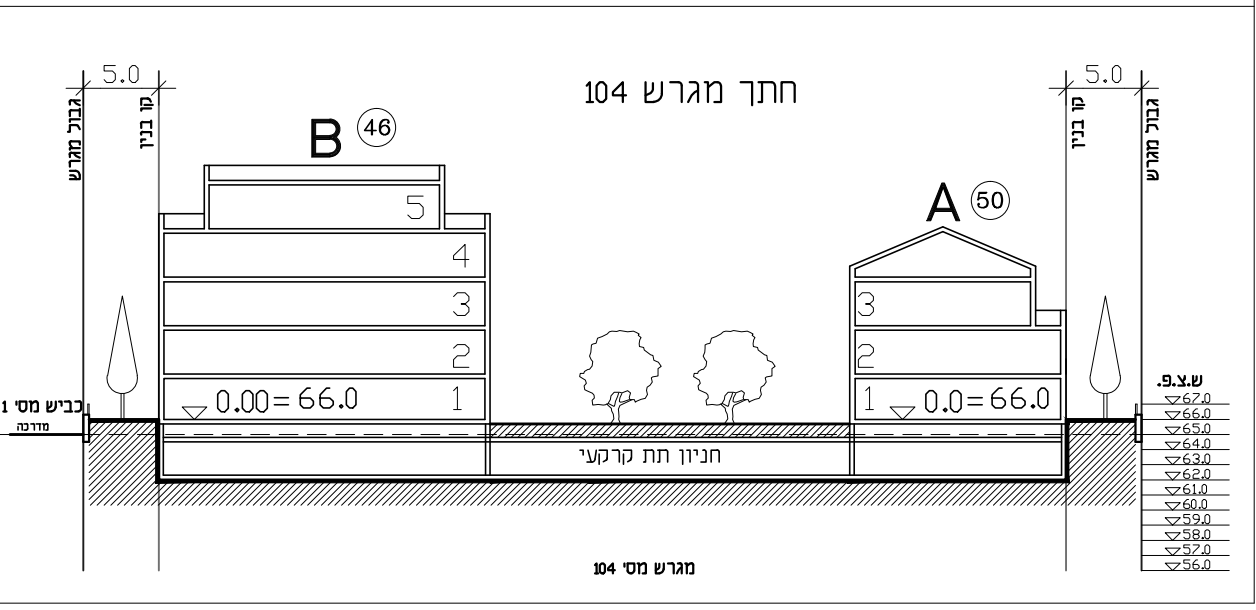 חתך מגרש 104
5.0
5.0
גבול מגרש
קו בנין
קו בנין
גבול מגרש
B 46
A 50
5
4
3
2
1
0.00=66.0
3
2
1
0.0=66.0
כביש מס' 1
מדרכה
חניון תת קרקעי
ש.צ.פ.
67.0
66.0
65.0
64.0
63.0
62.0
61.0
60.0
59.0
58.0
57.0
56.0
מגרש מס' 104